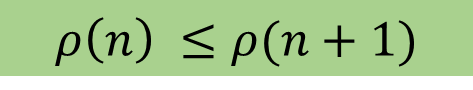 ρ(n) ≤ ρ(n + 1)